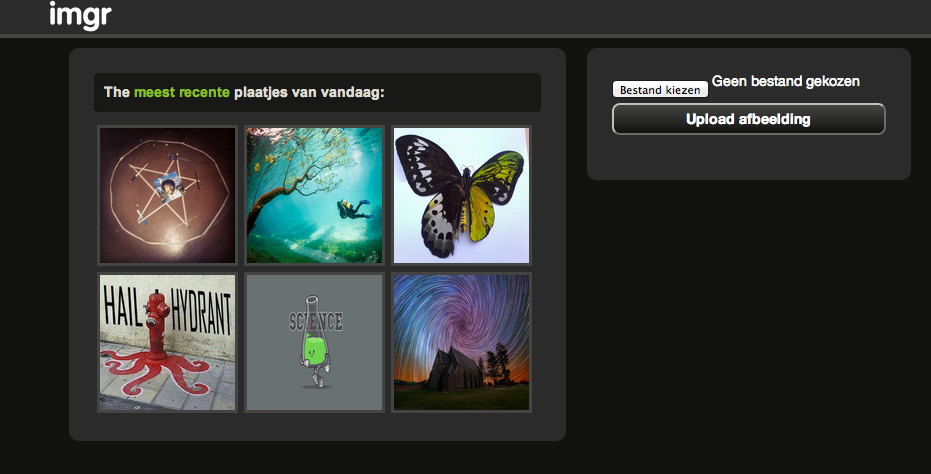 imgr
The meest recente plaatjes van vandaag:
Bestand kiezen Geen bestand gekozen
Upload afbeelding
HAIL HYDRANT
SCIENCE